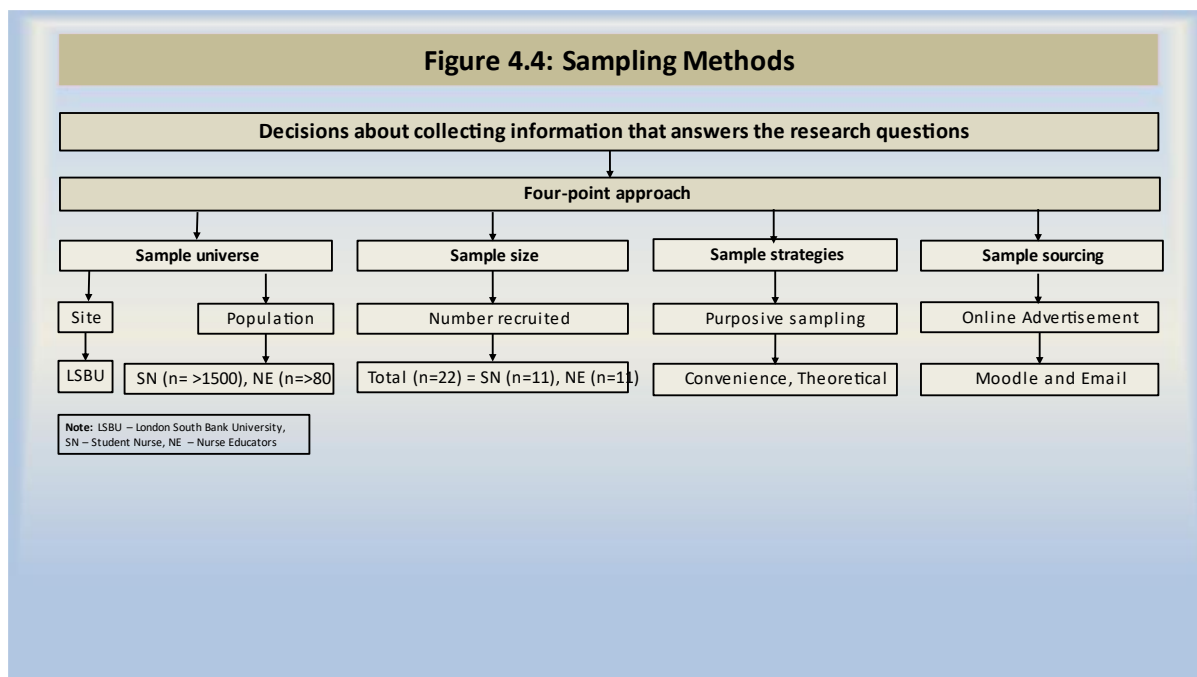 Figure 4.4: Sampling Methods
Decisions about collecting information that answers the research questions
Four-point approach
Sample universe
Sample size
Sample strategies
Sample sourcing
Site
Population
Number recruited
Purposive sampling
Online Advertisement
LSBU
SN (n= >1500), NE (n=>80
Total (n=22) = SN (n=11), NE (n=11)
Convenience, Theoretical
Moodle and Email
Note: LSBU – London South Bank University,
SN – Student Nurse, NE – Nurse Educators